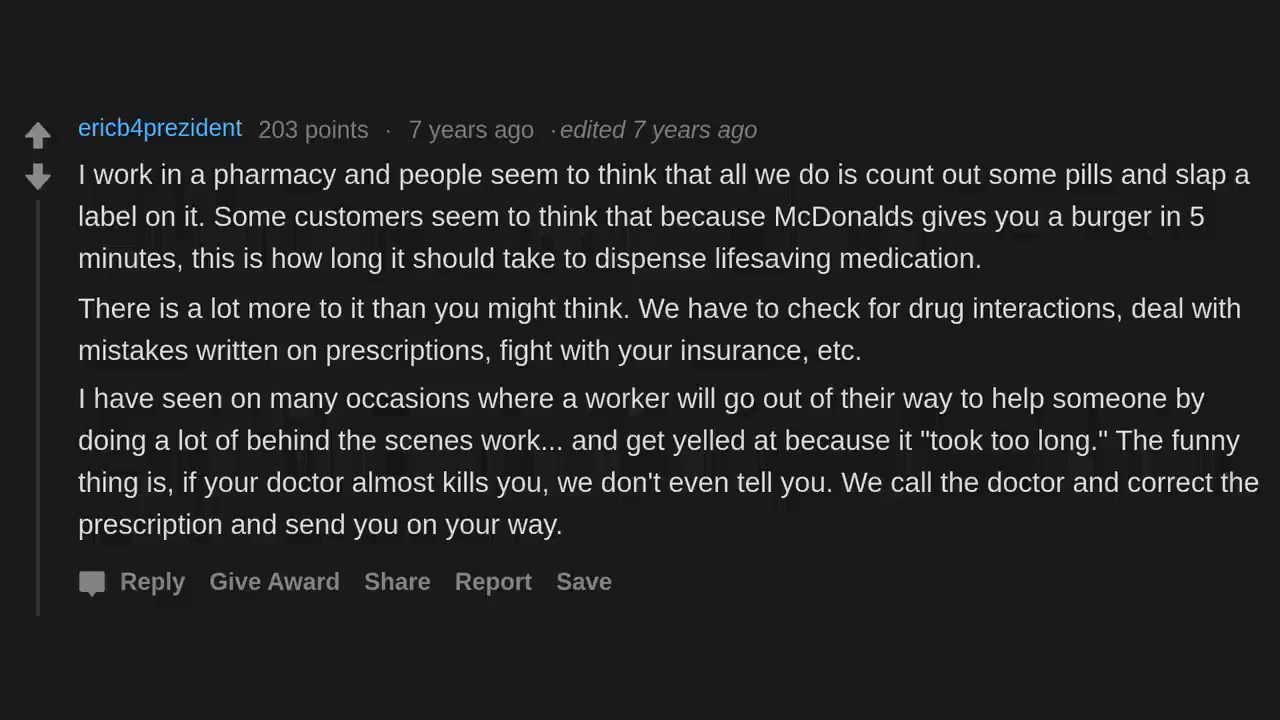 ericb4prezident 203 points · 7 years ago · edited 7 years ago
I work in a pharmacy and people seem to think that all we do is count out some pills and slap a
label on it. Some customers seem to think that because McDonalds gives you a burger in 5
minutes, this is how long it should take to dispense lifesaving medication.
There is a lot more to it than you might think. We have to check for drug interactions, deal with
mistakes written on prescriptions, fight with your insurance, etc.
I have seen on many occasions where a worker will go out of their way to help someone by
doing a lot of behind the scenes work... and get yelled at because it "took too long." The funny
thing is, if your doctor almost kills you, we don't even tell you. We call the doctor and correct the
prescription and send you on your way.
Reply Give Award Share Report Save